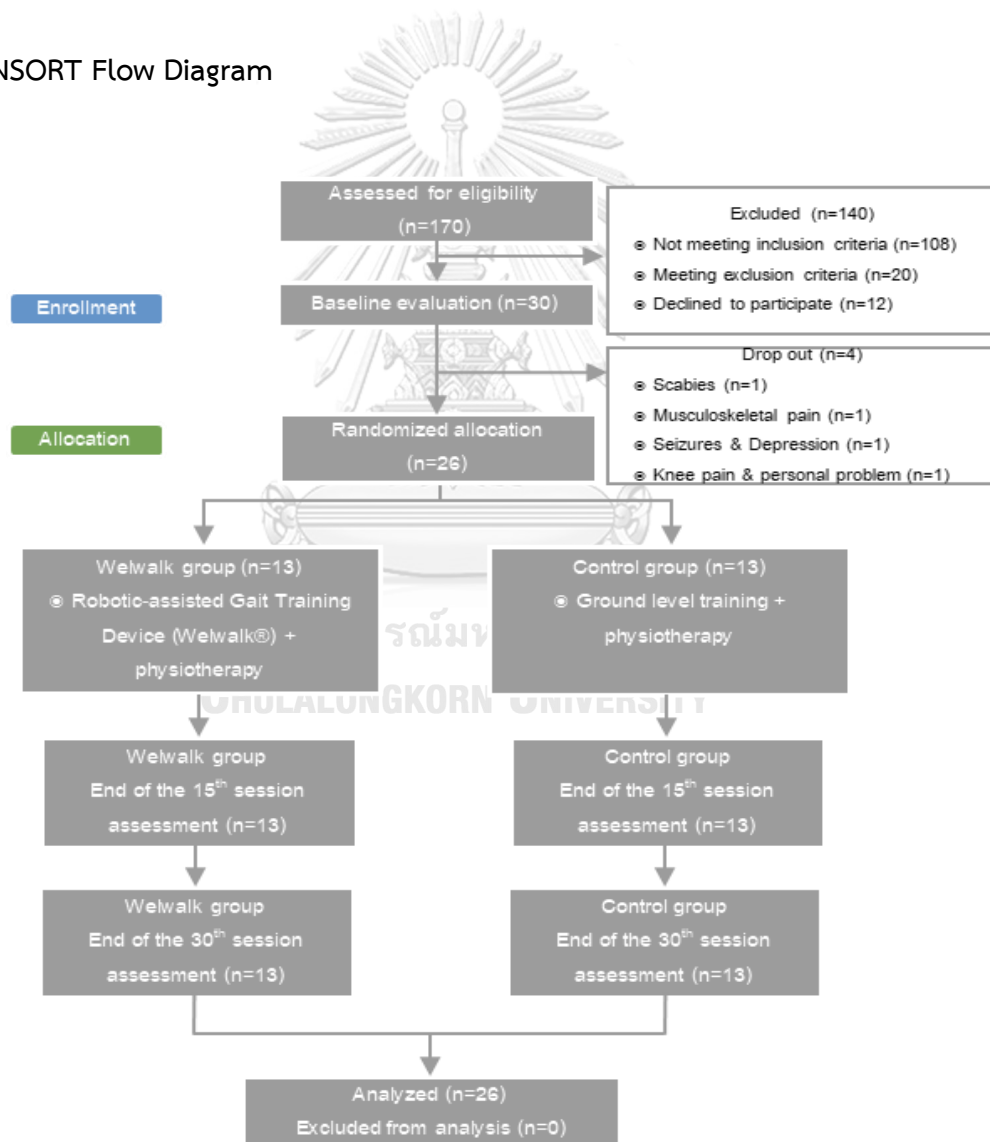 NSORT Flow Diagram
Assessed for eligibility
(n=170)
Excluded (n=140)
◉ Not meeting inclusion criteria (n=108)
◉ Meeting exclusion criteria (n=20)
◉ Declined to participate (n=12)
Enrollment
Baseline evaluation (n=30)
Drop out (n=4)
◉ Scabies (n=1)
◉ Musculoskeletal pain (n=1)
◉ Seizures & Depression (n=1)
◉ Knee pain & personal problem (n=1)
Allocation
Randomized allocation
(n=26)
Welwalk group (n=13)
◉ Robotic-assisted Gait Training
Device (Welwalk®) +
physiotherapy
Control group (n=13)
◉ Ground level training +
physiotherapy
รณ์มห
CHULALONGKORN UNIVERSITY
Welwalk group
End of the 15th session
assessment (n=13)
Control group
End of the 15th session
assessment (n=13)
Welwalk group
End of the 30th session
assessment (n=13)
Control group
End of the 30th session
assessment (n=13)
Analyzed (n=26)
Excluded from analysis (n=0)